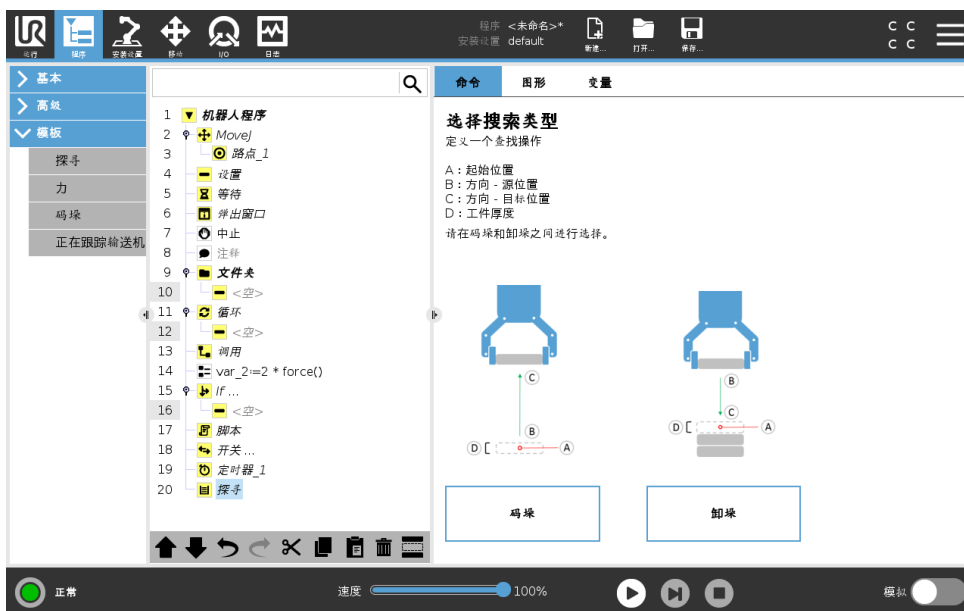 UR
运行
程序
安装设置
移动
I/O
日志
程序 <未命名>*
安装设置 default
新建...
打开...
保存...
C C
C C
基本
高级
模板
探寻
力
码垛
正在跟踪输送机
1 机器人程序
2 MoveJ
3 路点_1
4 设置
5 等待
6 弹出窗口
7 中止
8 注释
9 文件夹
10 <空>
11 循环
12 <空>
13 调用
14 var_2:=2 * force()
15 If ...
16 <空>
17 脚本
18 开关 ...
19 定时器_1
20 探寻
命令 图形 变量
选择搜索类型
定义一个查找操作
A：起始位置
B：方向 - 源位置
C：方向 - 目标位置
D：工件厚度
请在码垛和卸垛之间进行选择。
C
B
D
A
B
C
D
A
码垛
卸垛
正常
速度
100%
模拟